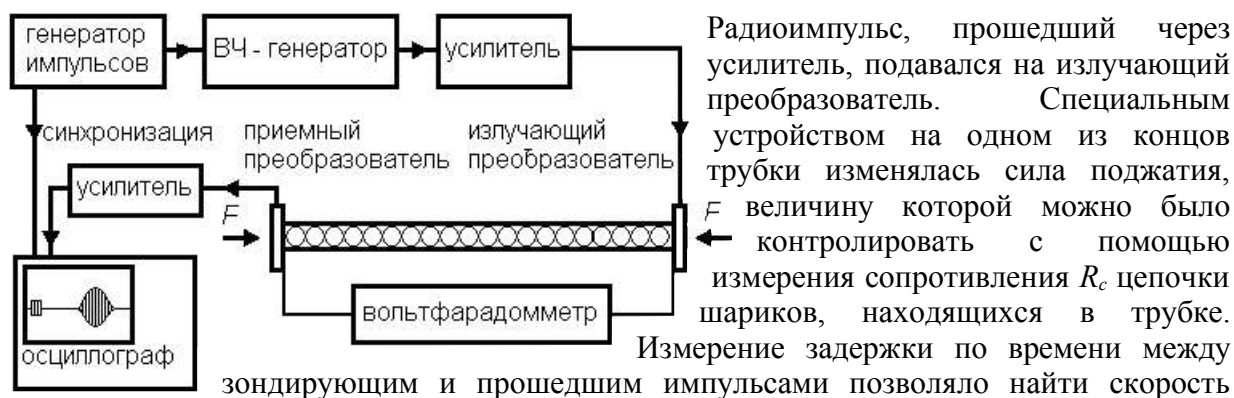 генератор импульсов
ВЧ - генератор
усилитель
синхронизация
приемный преобразователь
излучающий преобразователь
усилитель
F
F
вольтфарадомметр
осциллограф
Радиоимпульс, прошедший через
усилитель, подавался на излучающий
преобразователь. Специальным
устройством на одном из концов
трубки изменялась сила поджатия,
величину которой можно было
контролировать с помощью
измерения сопротивления Rc цепочки
шариков, находящихся в трубке.
Измерение задержки по времени между
зондирующим и прошедшим импульсами позволяло найти скорость